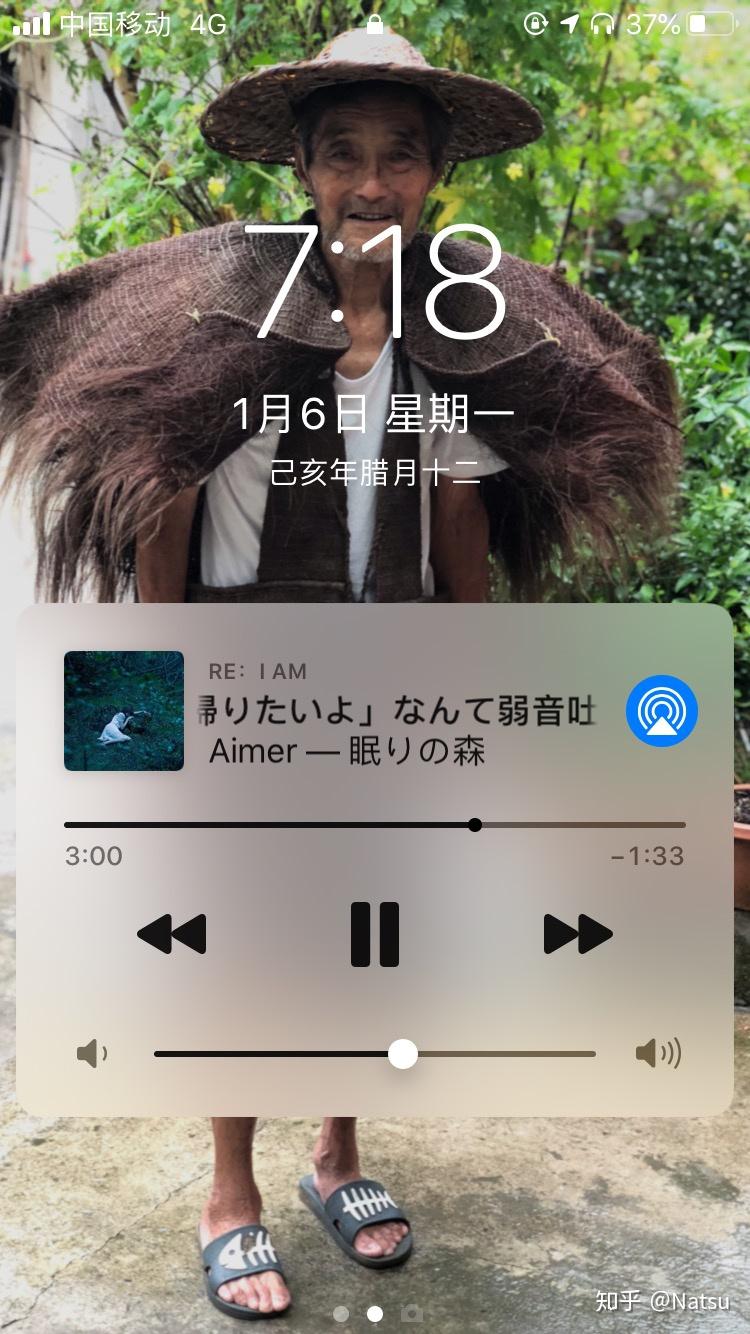 中国移动 4G 37%
7:18
1月6日 星期一
己亥年腊月十二
RE: I AM
帰りたいよ」なんて弱音吐
Aimer — 眠りの森
3:00 −1:33
知乎 @Natsu